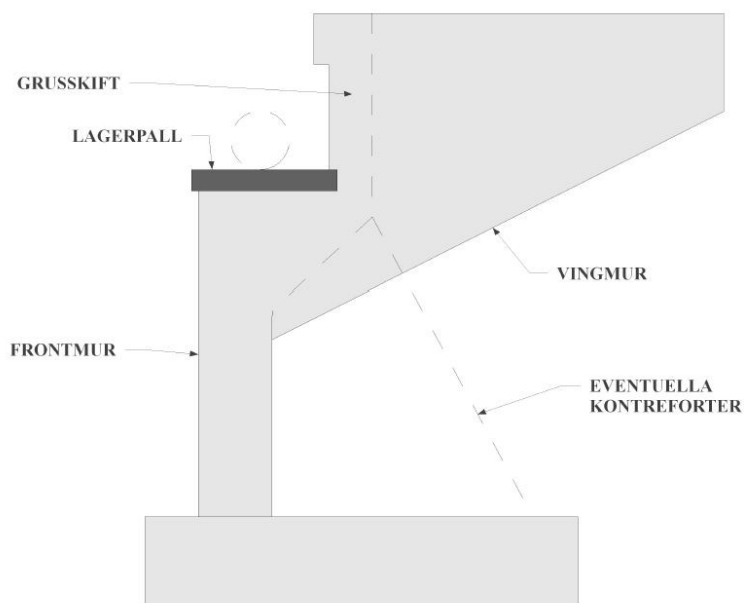 GRUSSKIFT
LAGERPALL
VINGMUR
FRONTMUR
EVENTUELLA
KONTREFORTER